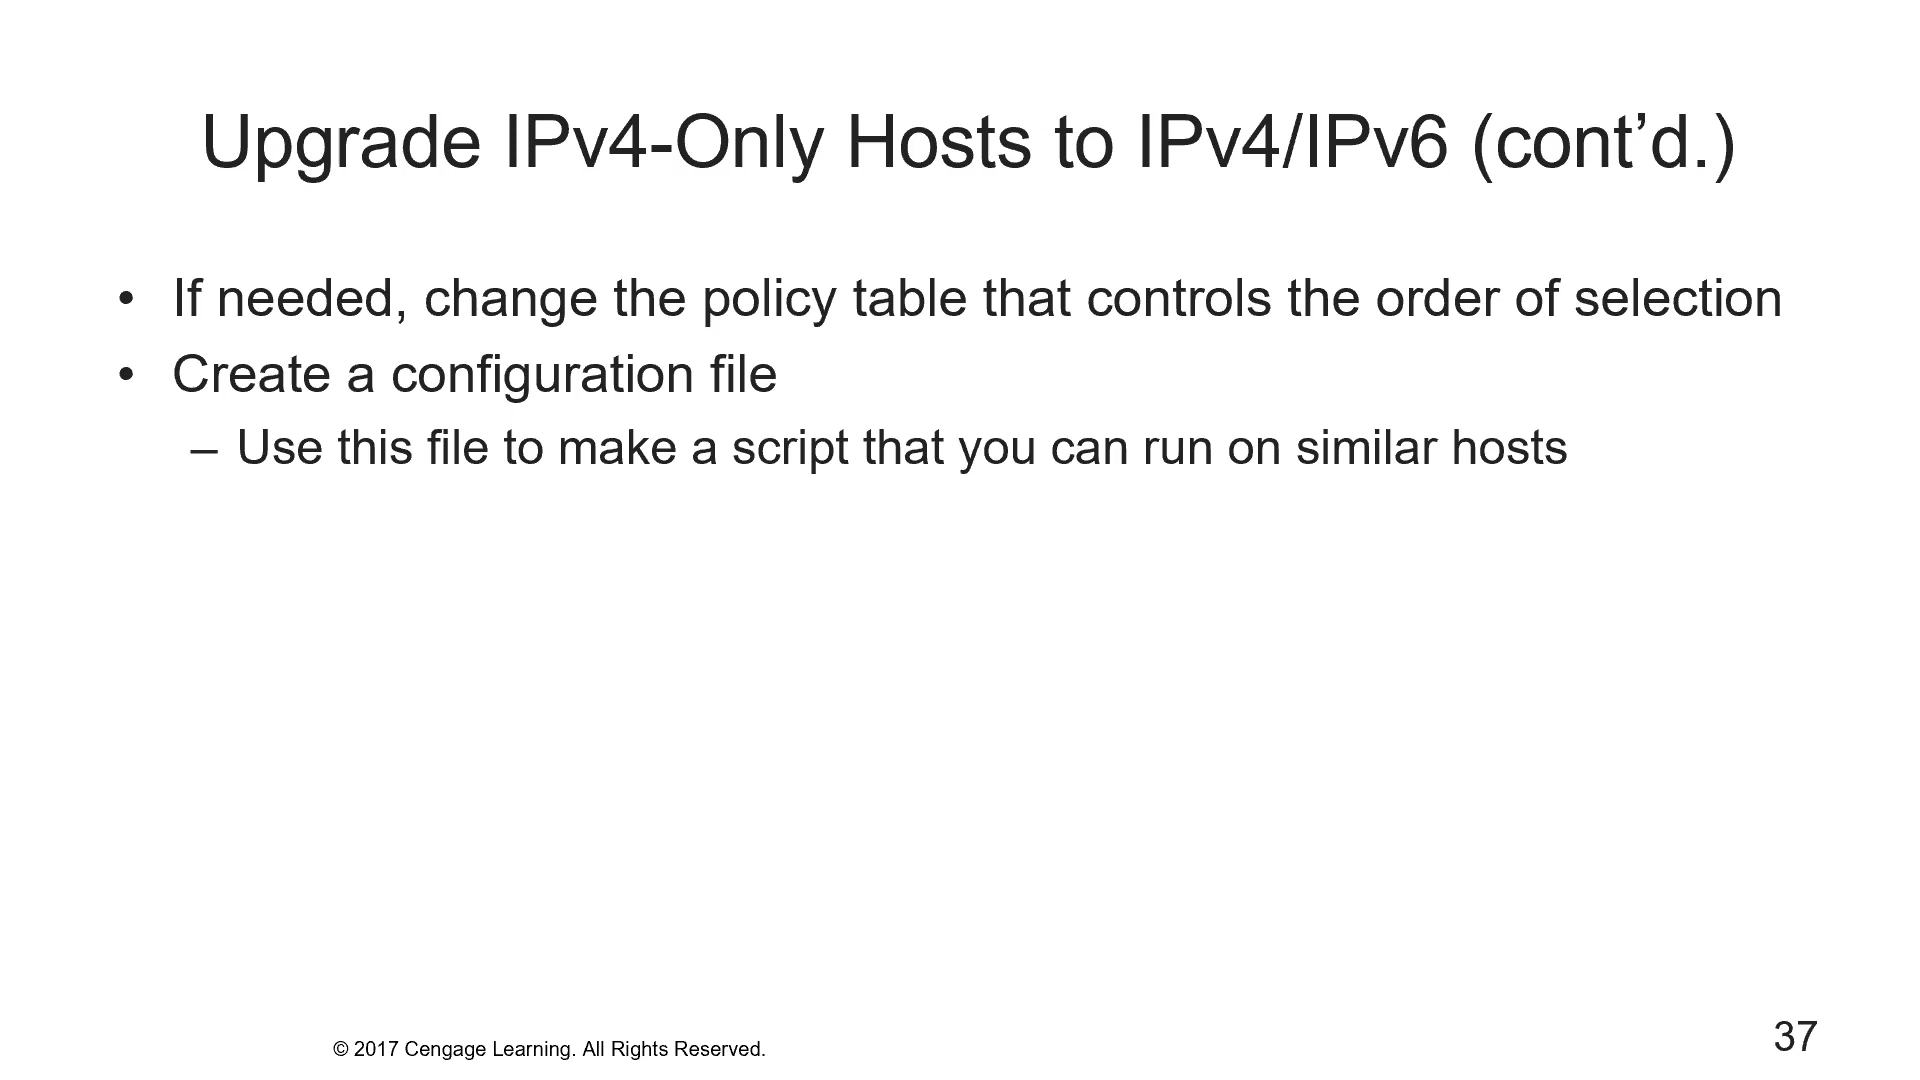 Upgrade IPv4-Only Hosts to IPv4/IPv6 (cont’d.)
• If needed, change the policy table that controls the order of selection
• Create a configuration file
– Use this file to make a script that you can run on similar hosts
© 2017 Cengage Learning. All Rights Reserved.
37